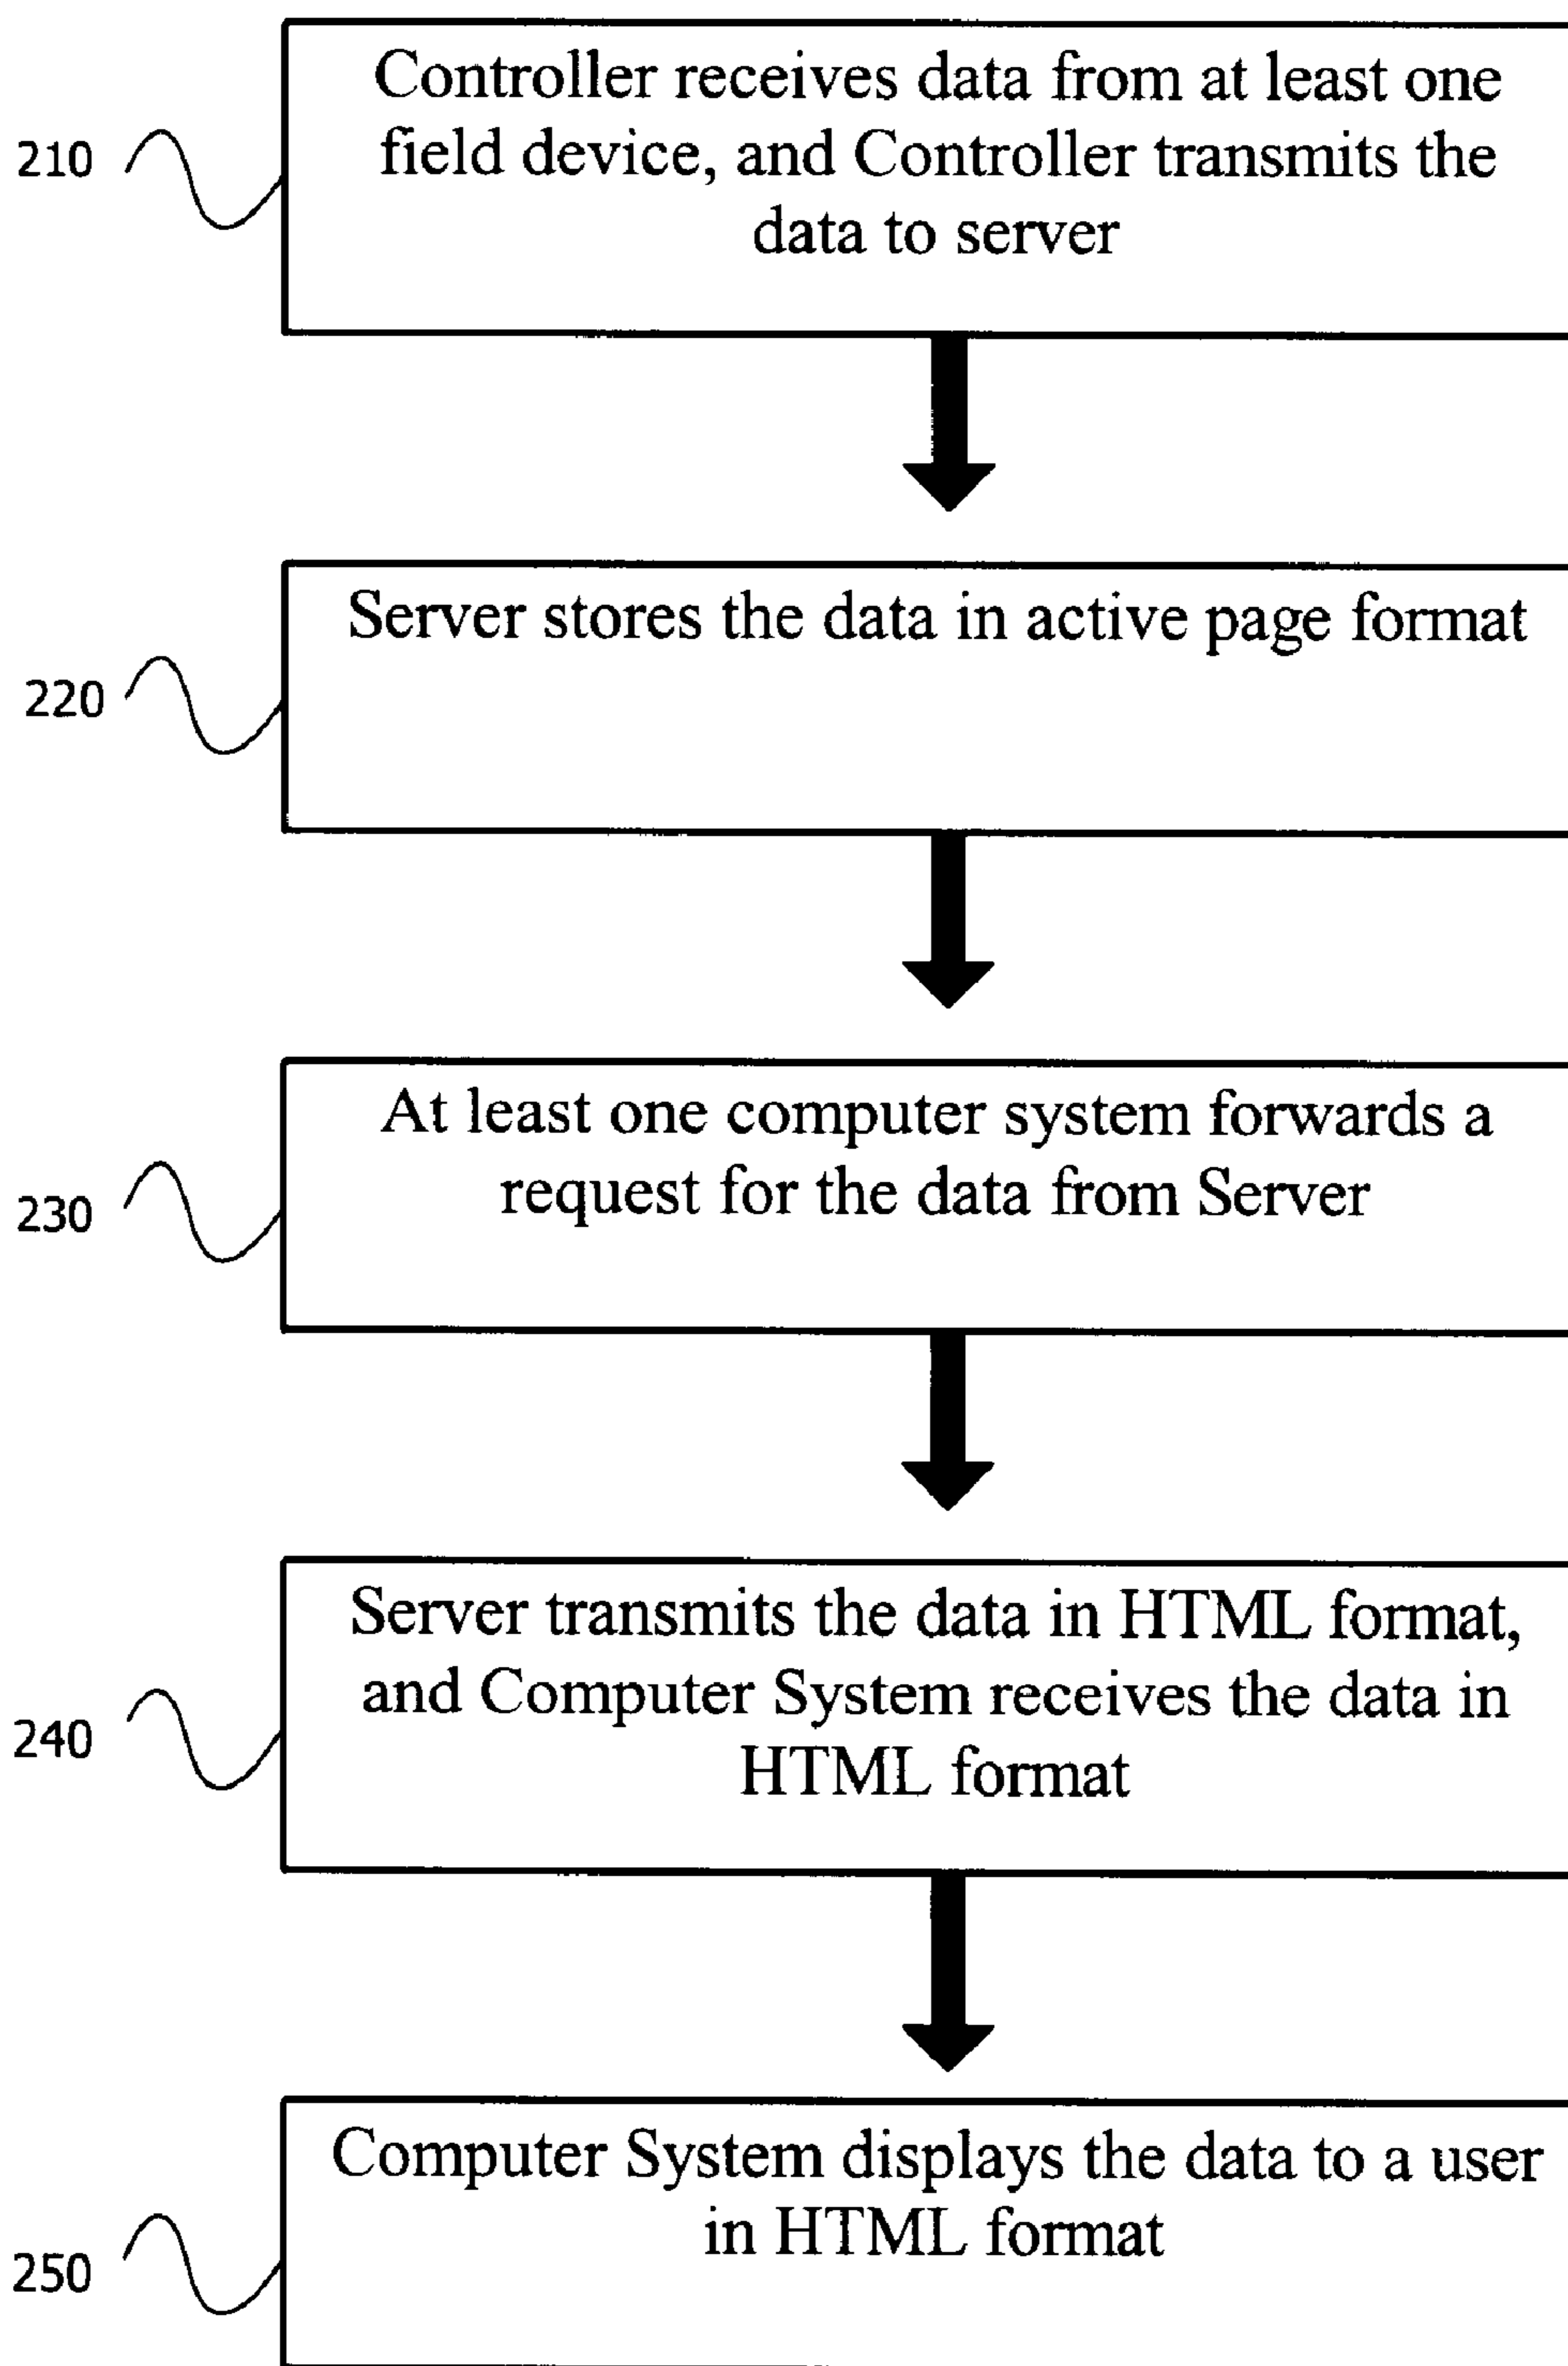 Controller receives data from at least one
210
field device, and Controller transmits the
data to server
Server stores the data in active page format
220
At least one computer system forwards a
request for the data from Server
230
Server transmits the data in HTML format,
and Computer System receives the data in
240
HTML format
Computer System displays the data to a user
in HTML format
250